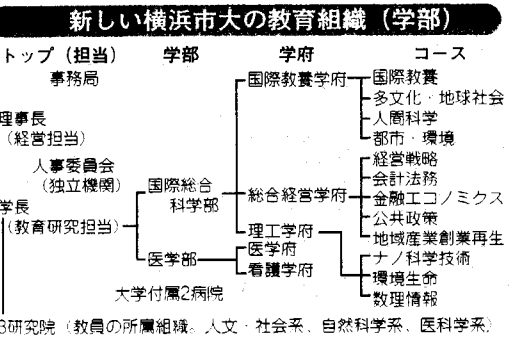 新しい横浜市大の教育組織(学部)
トップ(担当) 学部 学府 コース
事務局
理事長
(経営担当)
人事委員会
(独立機関)
学長
(教育研究担当)
国際総合
科学部
医学部
国際教養学府
総合経営学府
理工学府
医学府
看護学府
国際教養
多文化・地球社会
人間科学
都市・環境
経営戦略
会計法務
金融エコノミクス
公共政策
地域産業創業再生
ナノ科学技術
環境生命
数理情報
大学付属2病院
3研究院(教員の所属組織。人文・社会系、自然科学系、医科学系)